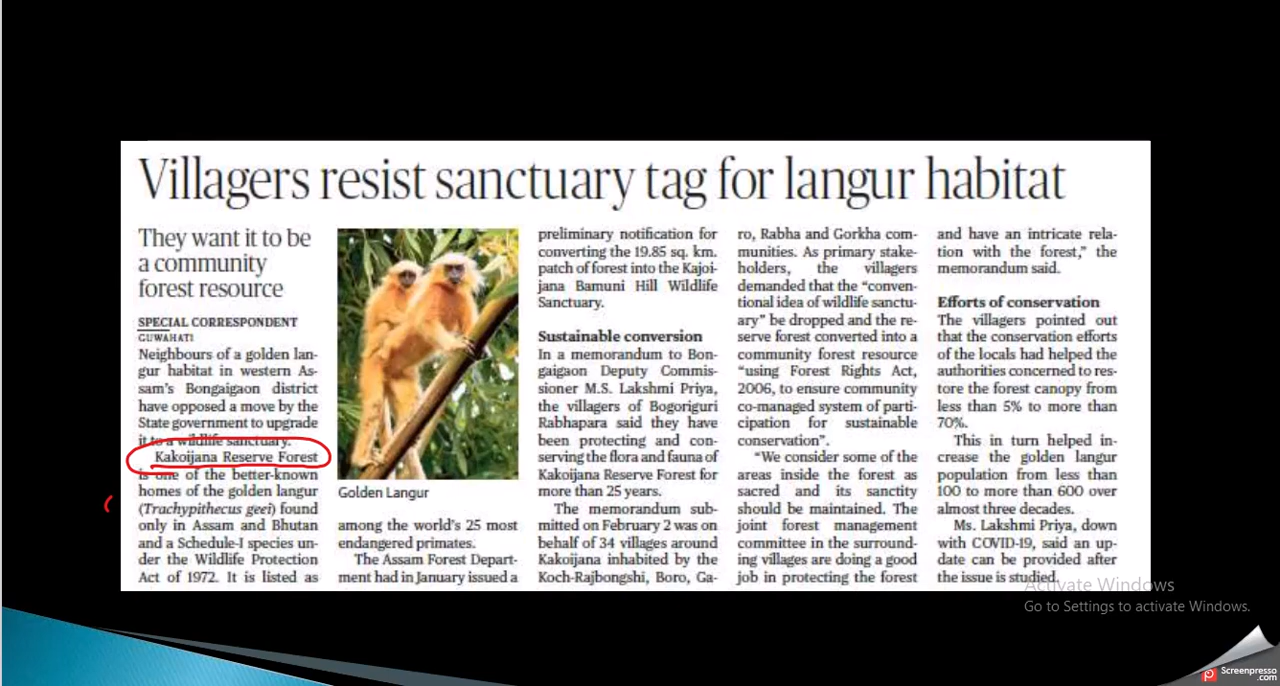 Villagers resist sanctuary tag for langur habitat
They want it to be
a community
forest resource
SPECIAL CORRESPONDENT
GUWAHATI
Neighbours of a golden lan-
gur habitat in western As-
sam's Bongaigaon district
have opposed a move by the
State government to upgrade
it to a wildlife sanctuary.
Kakoijana Reserve Forest
is one of the better-known
homes of the golden langur
(Trachypithecus geei) found
only in Assam and Bhutan
and a Schedule-I species un-
der the Wildlife Protection
Act of 1972. It is listed as
Golden Langur
among the world's 25 most
endangered primates.
The Assam Forest Depart-
ment had in January issued a
preliminary notification for
converting the 19.85 sq. km.
patch of forest into the Kajoi-
jana Bamuni Hill Wildlife
Sanctuary.
Sustainable conversion
In a memorandum to Bon-
gaigaon Deputy Commis-
sioner M.S. Lakshmi Priya,
the villagers of Bogoriguri
Rabhapara said they have
been protecting and con-
serving the flora and fauna of
Kakoijana Reserve Forest for
more than 25 years.
The memorandum sub-
mitted on February 2 was on
behalf of 34 villages around
Kakoijana inhabited by the
Koch-Rajbongshi, Boro, Ga-
ro, Rabha and Gorkha com-
munities. As primary stake-
holders, the villagers
demanded that the "conven-
tional idea of wildlife sanctu-
ary" be dropped and the re-
serve forest converted into a
community forest resource
"using Forest Rights Act,
2006, to ensure community
co-managed system of parti-
cipation for sustainable
conservation".
"We consider some of the
areas inside the forest as
sacred and its sanctity
should be maintained. The
joint forest management
committee in the surround-
ing villages are doing a good
job in protecting the forest
and have an intricate rela-
tion with the forest," the
memorandum said.
Efforts of conservation
The villagers pointed out
that the conservation efforts
of the locals had helped the
authorities concerned to res-
tore the forest canopy from
less than 5% to more than
70%.
This in turn helped in-
crease the golden langur
population from less than
100 to more than 600 over
almost three decades.
Ms. Lakshmi Priya, down
with COVID-19, said an up-
date can be provided after
the issue is studied.
Activate Windows
Go to Settings to activate Windows.
Screenpresso
.com